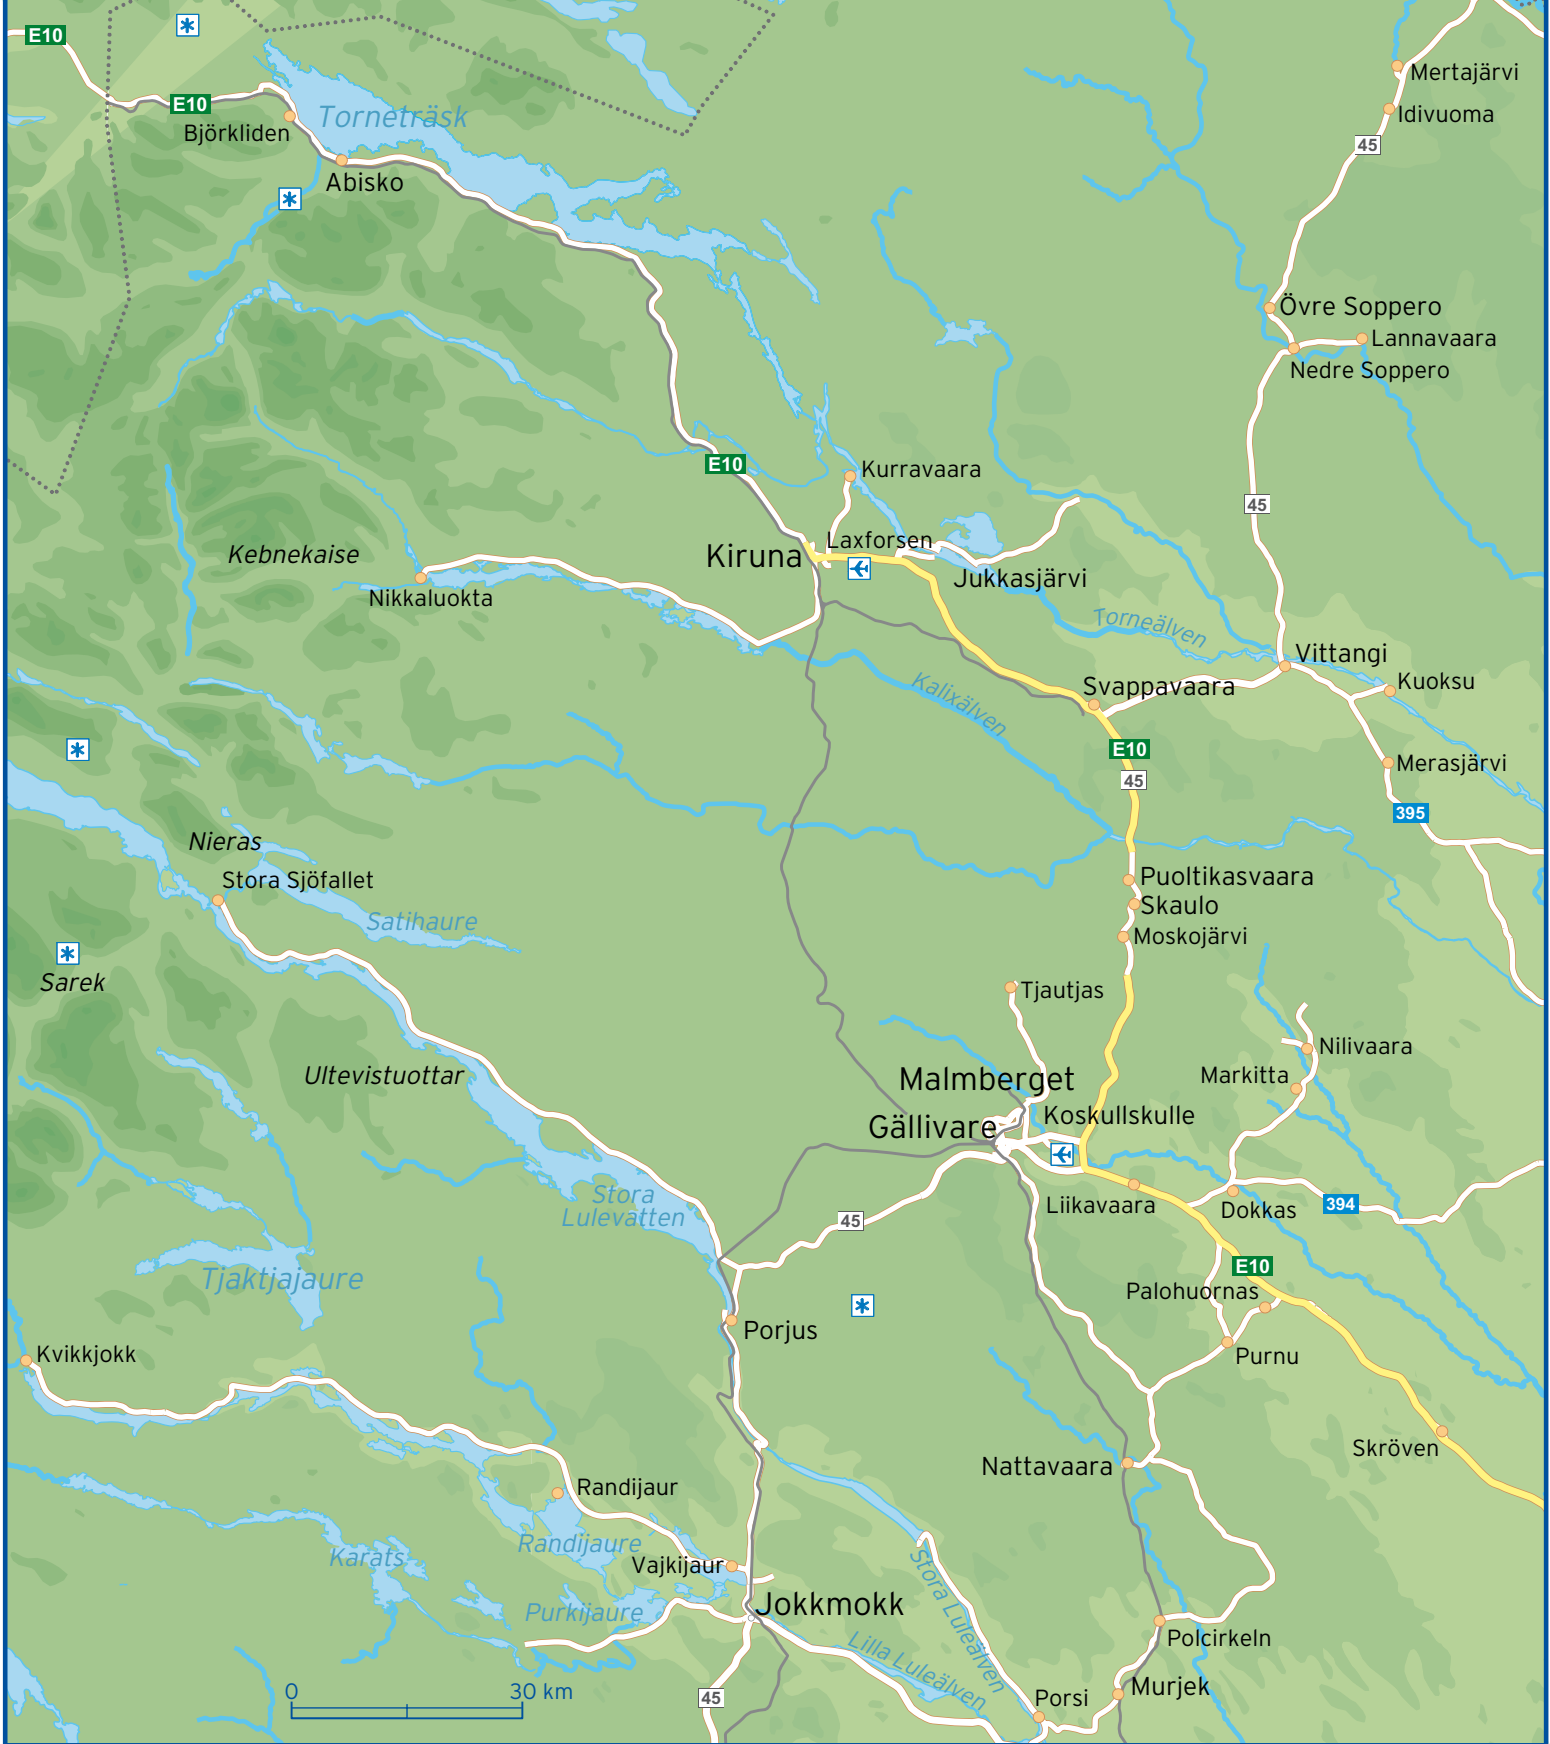 E10
Mertajärvi
E10
Torneträsk
Idivuoma
Björkliden
45
Abisko
Övre Soppero
Lannavaara
Nedre Soppero
E10
Kurravaara
45
Laxforsen
Kiruna
Kebnekaise
Jukkasjärvi
Nikkaluokta
Torneälven
Vittangi
Kalixälven
Svappavaara
Kuoksu
E10
Merasjärvi
45
395
Nieras
Stora Sjöfallet
Puoltikasvaara
Skaulo
Satihaure
Moskojärvi
Sarek
Tjautjas
Nilivaara
Ultevistuottar
Malmberget
Markitta
Koskullskulle
Gällivare
Stora
Lulevatten
Liikavaara
Dokkas
394
45
E10
Tjaktjajaure
Palohuornas
Porjus
Kvikkjokk
Purnu
Skröven
Nattavaara
Randijaur
Randijaure
Karats
Vajkijaur
Stora Luleälven
Purkijaure
Jokkmokk
Lilla Luleälven
Polcirkeln
0
30 km
45
Porsi
Murjek